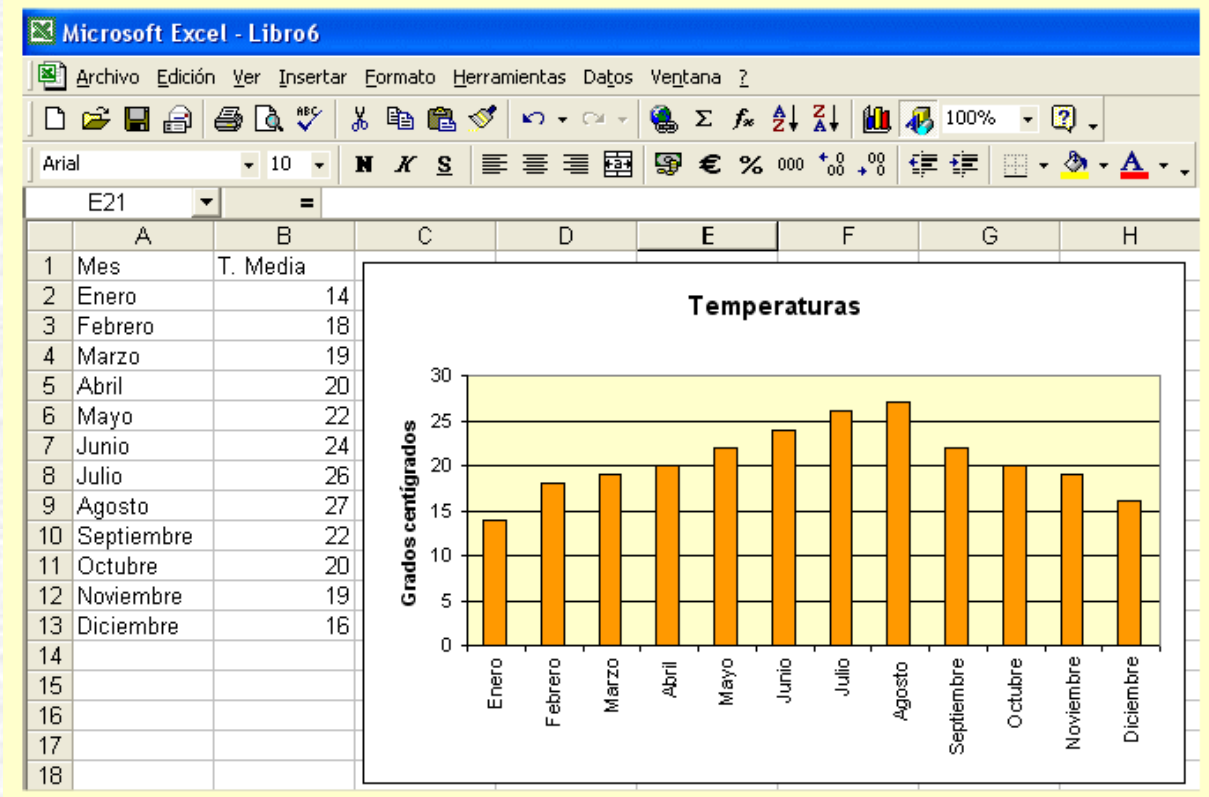 Microsoft Excel - Libro6
Archivo Edición Ver Insertar Formato Herramientas Datos Ventana ?
ABC Σ fx A Z Z A 100% ?
Arial 10 N K S a € % 000 A
E21 =
A B C D E F G H
1 Mes T. Media
2 Enero 14
3 Febrero 18
4 Marzo 19
5 Abril 20
6 Mayo 22
7 Junio 24
8 Julio 26
9 Agosto 27
10 Septiembre 22
11 Octubre 20
12 Noviembre 19
13 Diciembre 16
14
15
16
17
18
Temperaturas
Grados centígrados
30
25
20
15
10
5
0
Enero Febrero Marzo Abril Mayo Junio Julio Agosto Septiembre Octubre Noviembre Diciembre